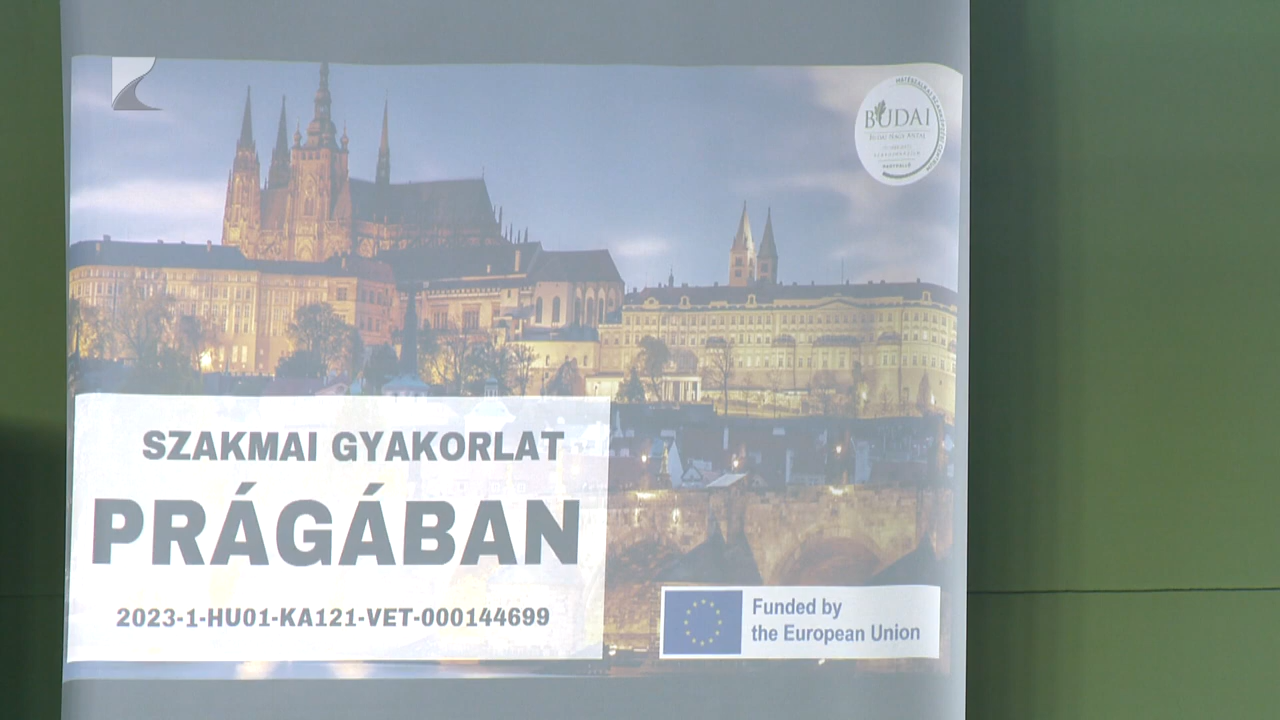 BUDAI
SZAKMAI GYAKORLAT
PRÁGÁBAN
2023-1-HU01-KA121-VET-000144699
Funded by
the European Union